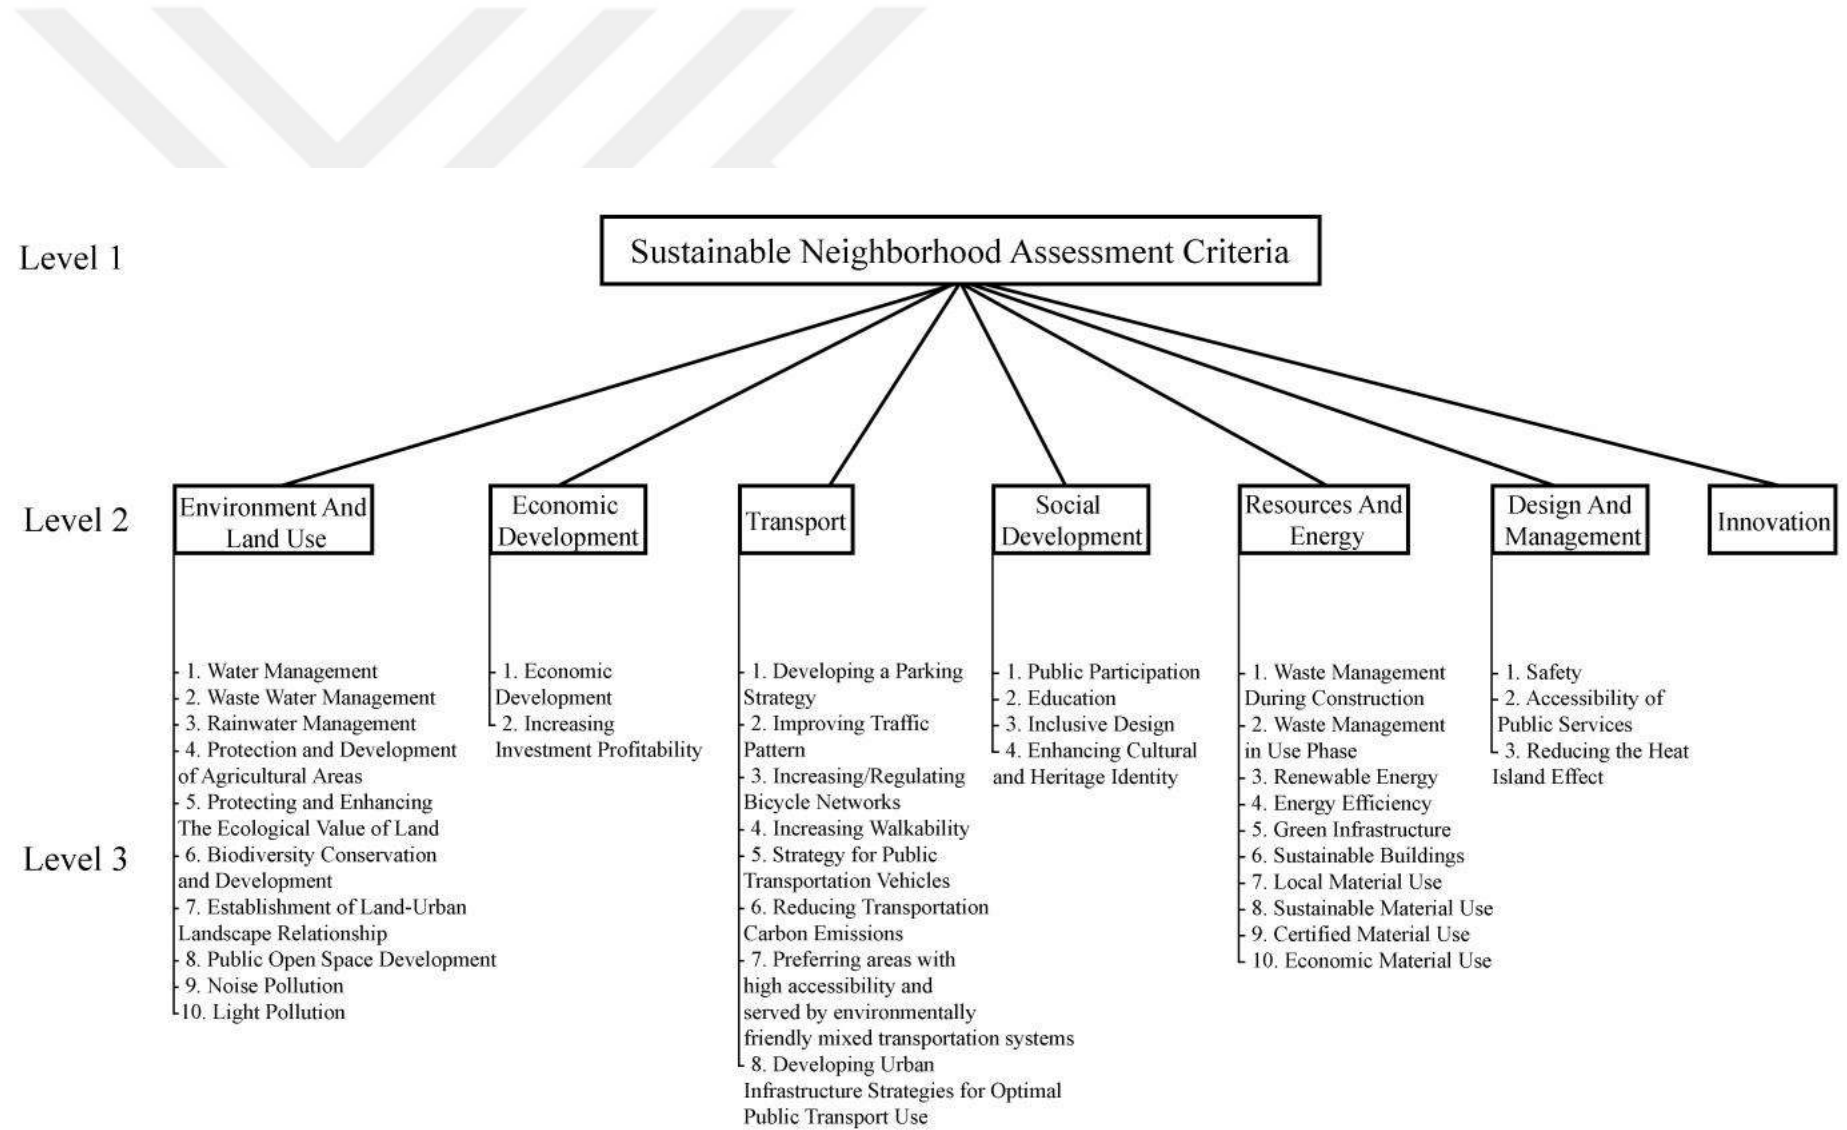 Level 1
Sustainable Neighborhood Assessment Criteria
Level 2
Environment And
Land Use
Economic
Development
Transport
Social
Development
Resources And
Energy
Design And
Management
Innovation
Level 3
1. Water Management
2. Waste Water Management
3. Rainwater Management
4. Protection and Development
of Agricultural Areas
5. Protecting and Enhancing
The Ecological Value of Land
6. Biodiversity Conservation
and Development
7. Establishment of Land-Urban
Landscape Relationship
8. Public Open Space Development
9. Noise Pollution
10. Light Pollution
1. Economic
Development
2. Increasing
Investment Profitability
1. Developing a Parking
Strategy
2. Improving Traffic
Pattern
3. Increasing/Regulating
Bicycle Networks
4. Increasing Walkability
5. Strategy for Public
Transportation Vehicles
6. Reducing Transportation
Carbon Emissions
7. Preferring areas with
high accessibility and
served by environmentally
friendly mixed transportation systems
8. Developing Urban
Infrastructure Strategies for Optimal
Public Transport Use
1. Public Participation
2. Education
3. Inclusive Design
4. Enhancing Cultural
and Heritage Identity
1. Waste Management
During Construction
2. Waste Management
in Use Phase
3. Renewable Energy
4. Energy Efficiency
5. Green Infrastructure
6. Sustainable Buildings
7. Local Material Use
8. Sustainable Material Use
9. Certified Material Use
10. Economic Material Use
1. Safety
2. Accessibility of
Public Services
3. Reducing the Heat
Island Effect